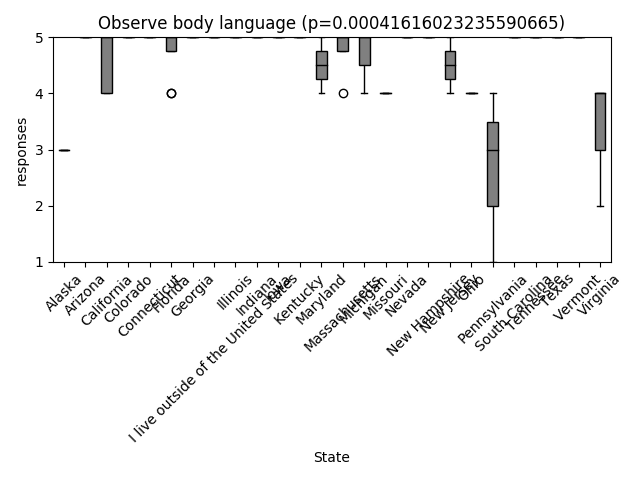 Observe body language (p=0.00041616023235590665)
responses
5
4
3
2
1
Alaska
Arizona
California
Colorado
Connecticut
Florida
Georgia
I live outside of the United States
Illinois
Indiana
Iowa
Kentucky
Maryland
Massachusetts
Michigan
Missouri
Nevada
New Hampshire
New Jersey
Ohio
Pennsylvania
South Carolina
Tennessee
Texas
Vermont
Virginia
State